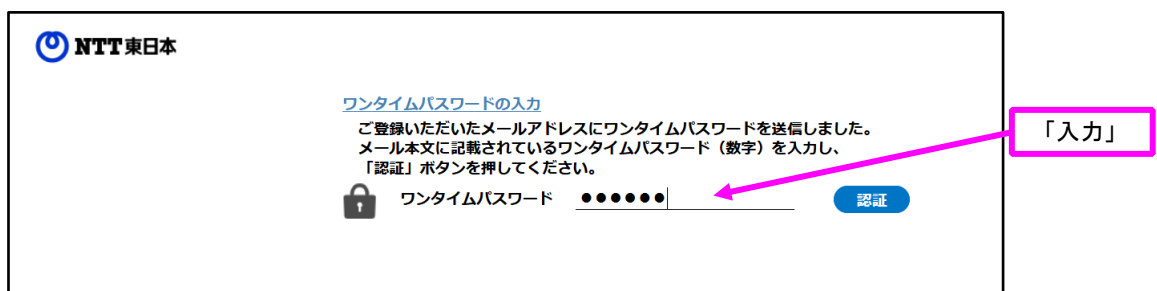 NTT東日本
ワンタイムパスワードの入力
ご登録いただいたメールアドレスにワンタイムパスワードを送信しました。
メール本文に記載されているワンタイムパスワード（数字）を入力し、
「認証」ボタンを押してください。
「入力」
ワンタイムパスワード ●●●●●● 認証